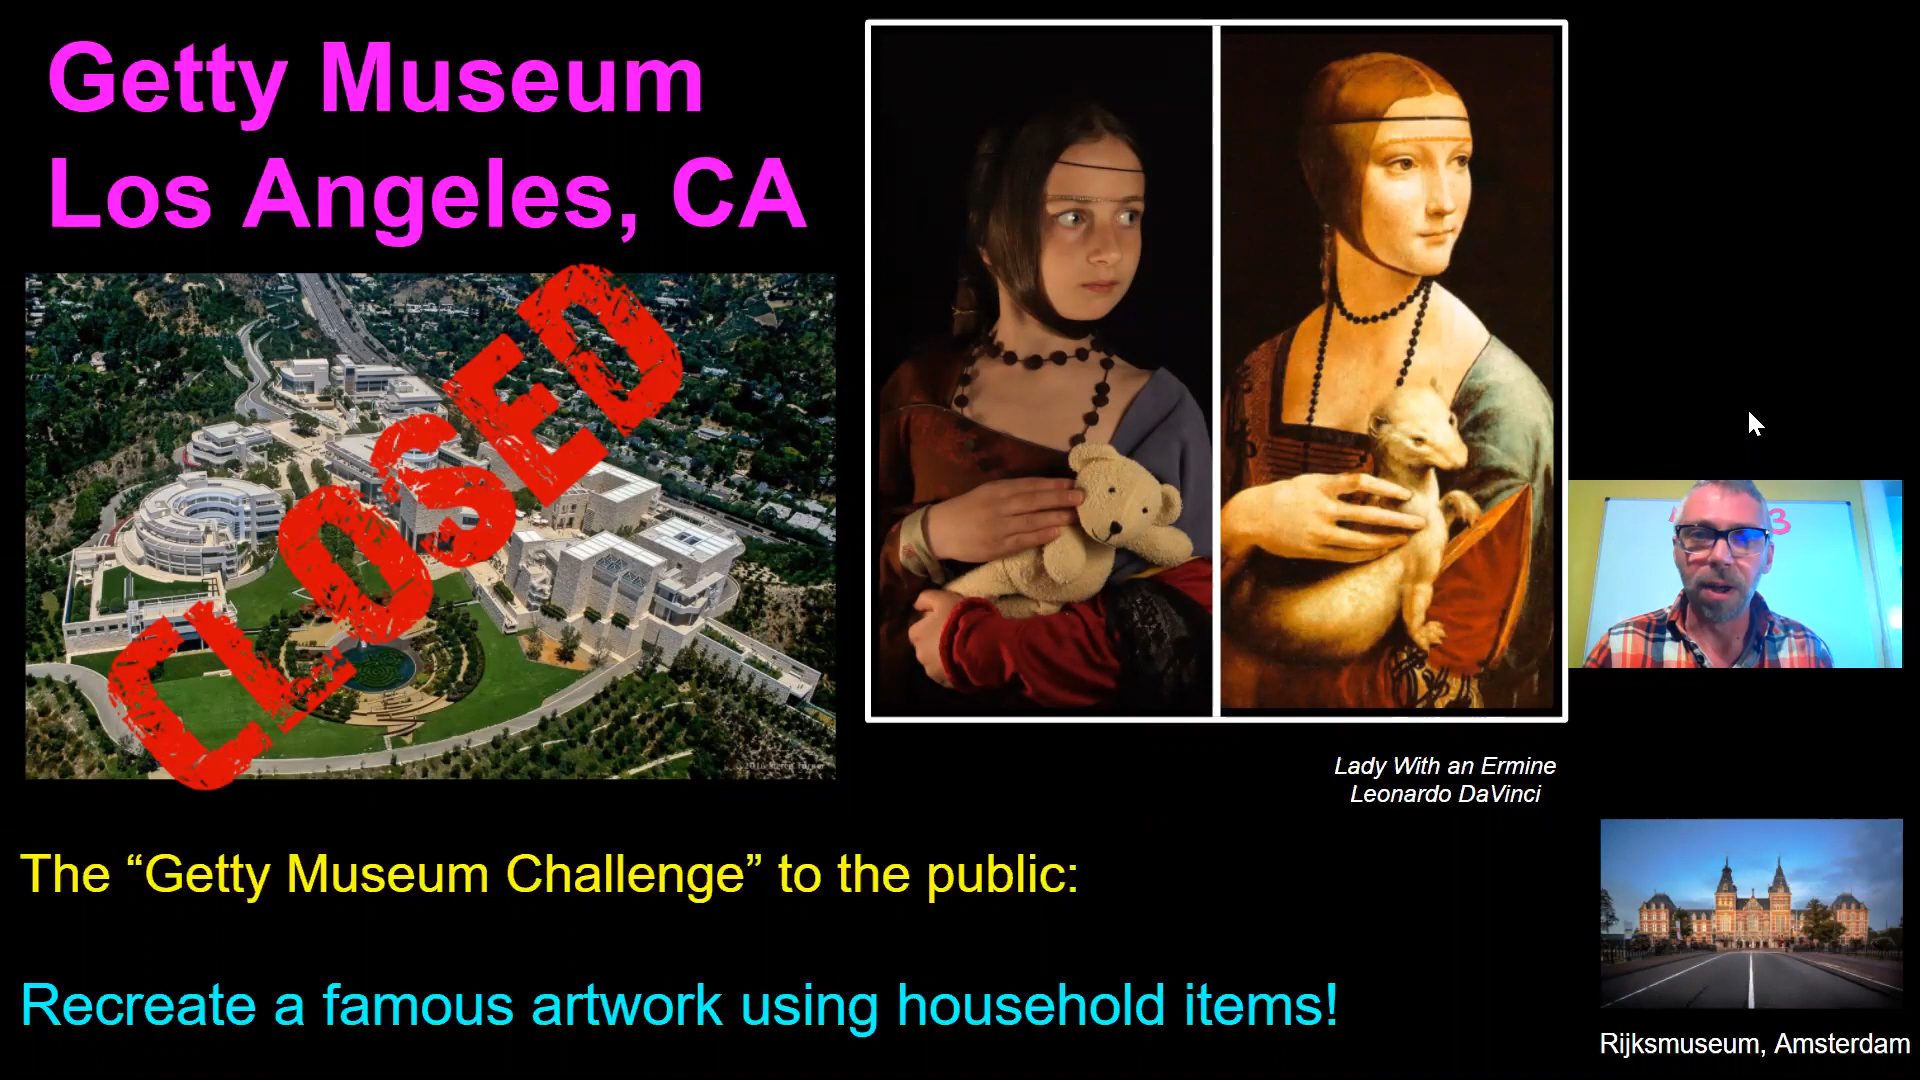 Getty Museum
Los Angeles, CA
CLOSED
Lady With an Ermine
Leonardo DaVinci
The “Getty Museum Challenge” to the public:
Recreate a famous artwork using household items!
Rijksmuseum, Amsterdam
3